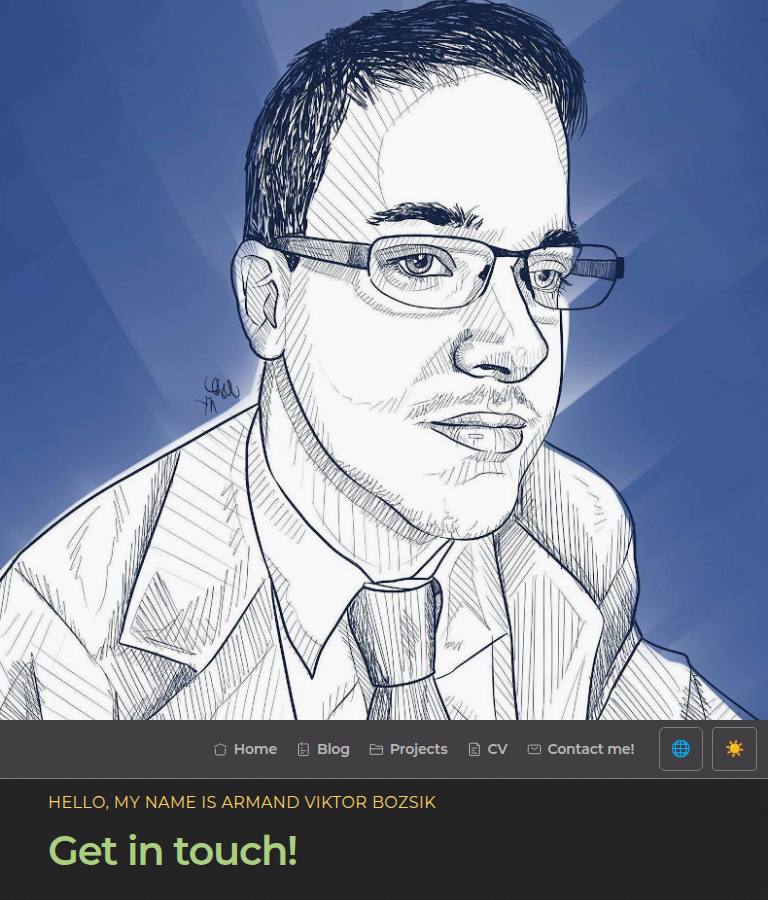 Home Blog Projects CV Contact me!
HELLO, MY NAME IS ARMAND VIKTOR BOZSIK
Get in touch!